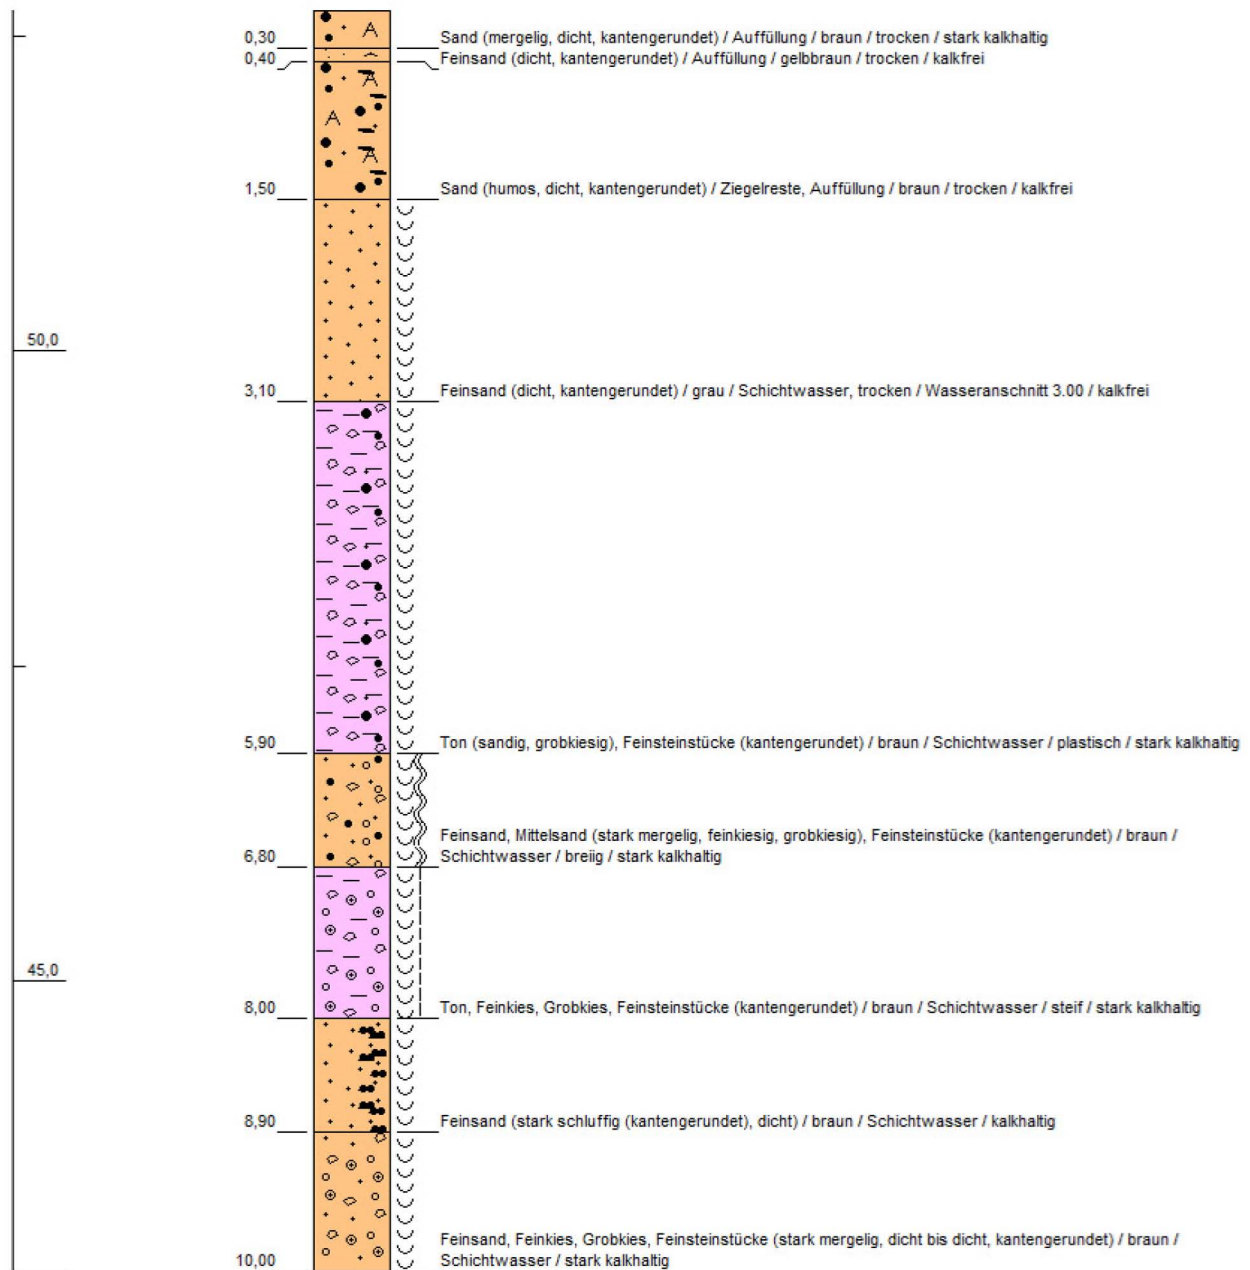 0,30 Sand (mergelig, dicht, kantengerundet) / Auffüllung / braun / trocken / stark kalkhaltig
0,40 Feinsand (dicht, kantengerundet) / Auffüllung / gelbbraun / trocken / kalkfrei
A
A
A
A
1,50 Sand (humos, dicht, kantengerundet) / Ziegelreste, Auffüllung / braun / trocken / kalkfrei
50,0
3,10 Feinsand (dicht, kantengerundet) / grau / Schichtwasser, trocken / Wasseranschnitt 3.00 / kalkfrei
5,90 Ton (sandig, grobkiesig), Feinsteinstücke (kantengerundet) / braun / Schichtwasser / plastisch / stark kalkhaltig
Feinsand, Mittelsand (stark mergelig, feinkiesig, grobkiesig), Feinsteinstücke (kantengerundet) / braun /
6,80 Schichtwasser / breiig / stark kalkhaltig
45,0
8,00 Ton, Feinkies, Grobkies, Feinsteinstücke (kantengerundet) / braun / Schichtwasser / steif / stark kalkhaltig
8,90 Feinsand (stark schluffig (kantengerundet), dicht) / braun / Schichtwasser / kalkhaltig
Feinsand, Feinkies, Grobkies, Feinsteinstücke (stark mergelig, dicht bis dicht, kantengerundet) / braun /
10,00 Schichtwasser / stark kalkhaltig